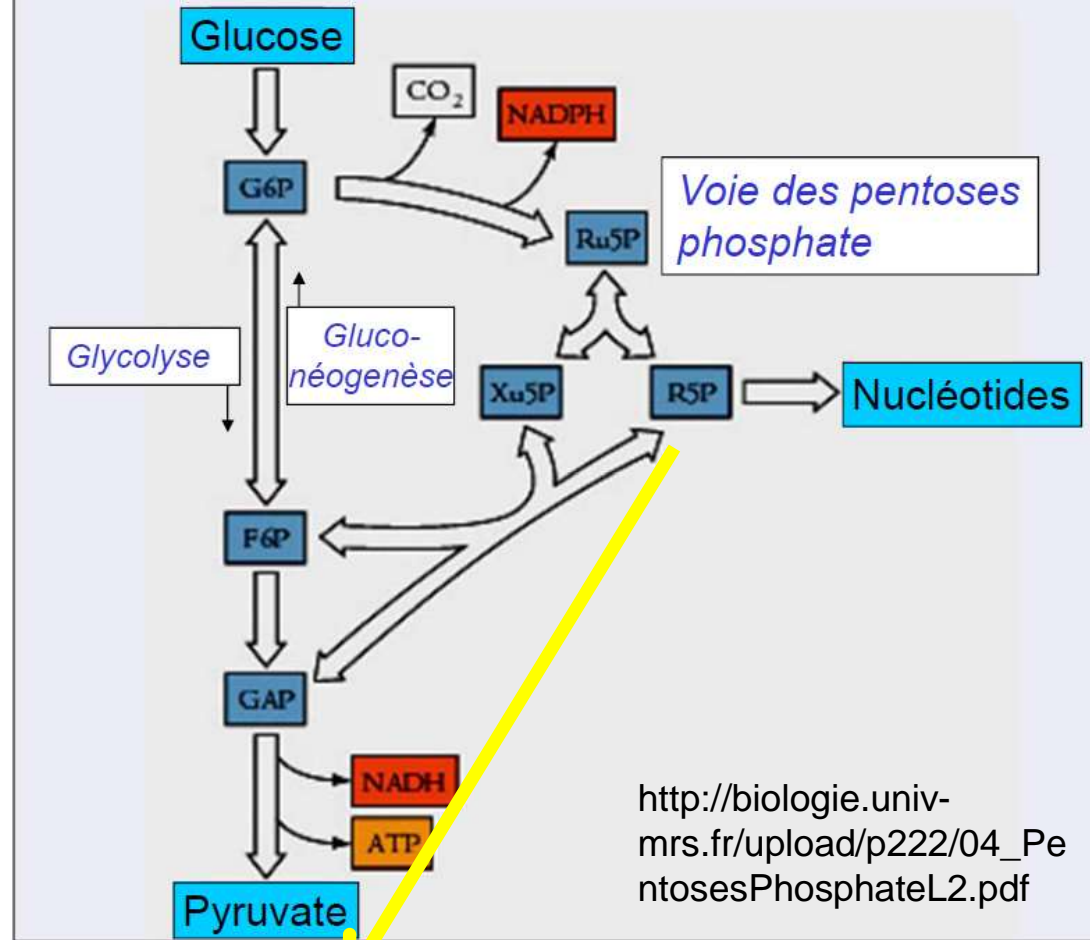 Glucose
CO2
NADPH
G6P
Voie des pentoses
phosphate
Ru5P
Glycolyse
Gluco-
néogenèse
Xu5P
R5P
Nucléotides
F6P
GAP
NADH
ATP
http://biologie.univ-
mrs.fr/upload/p222/04_Pe
ntosesPhosphateL2.pdf
Pyruvate